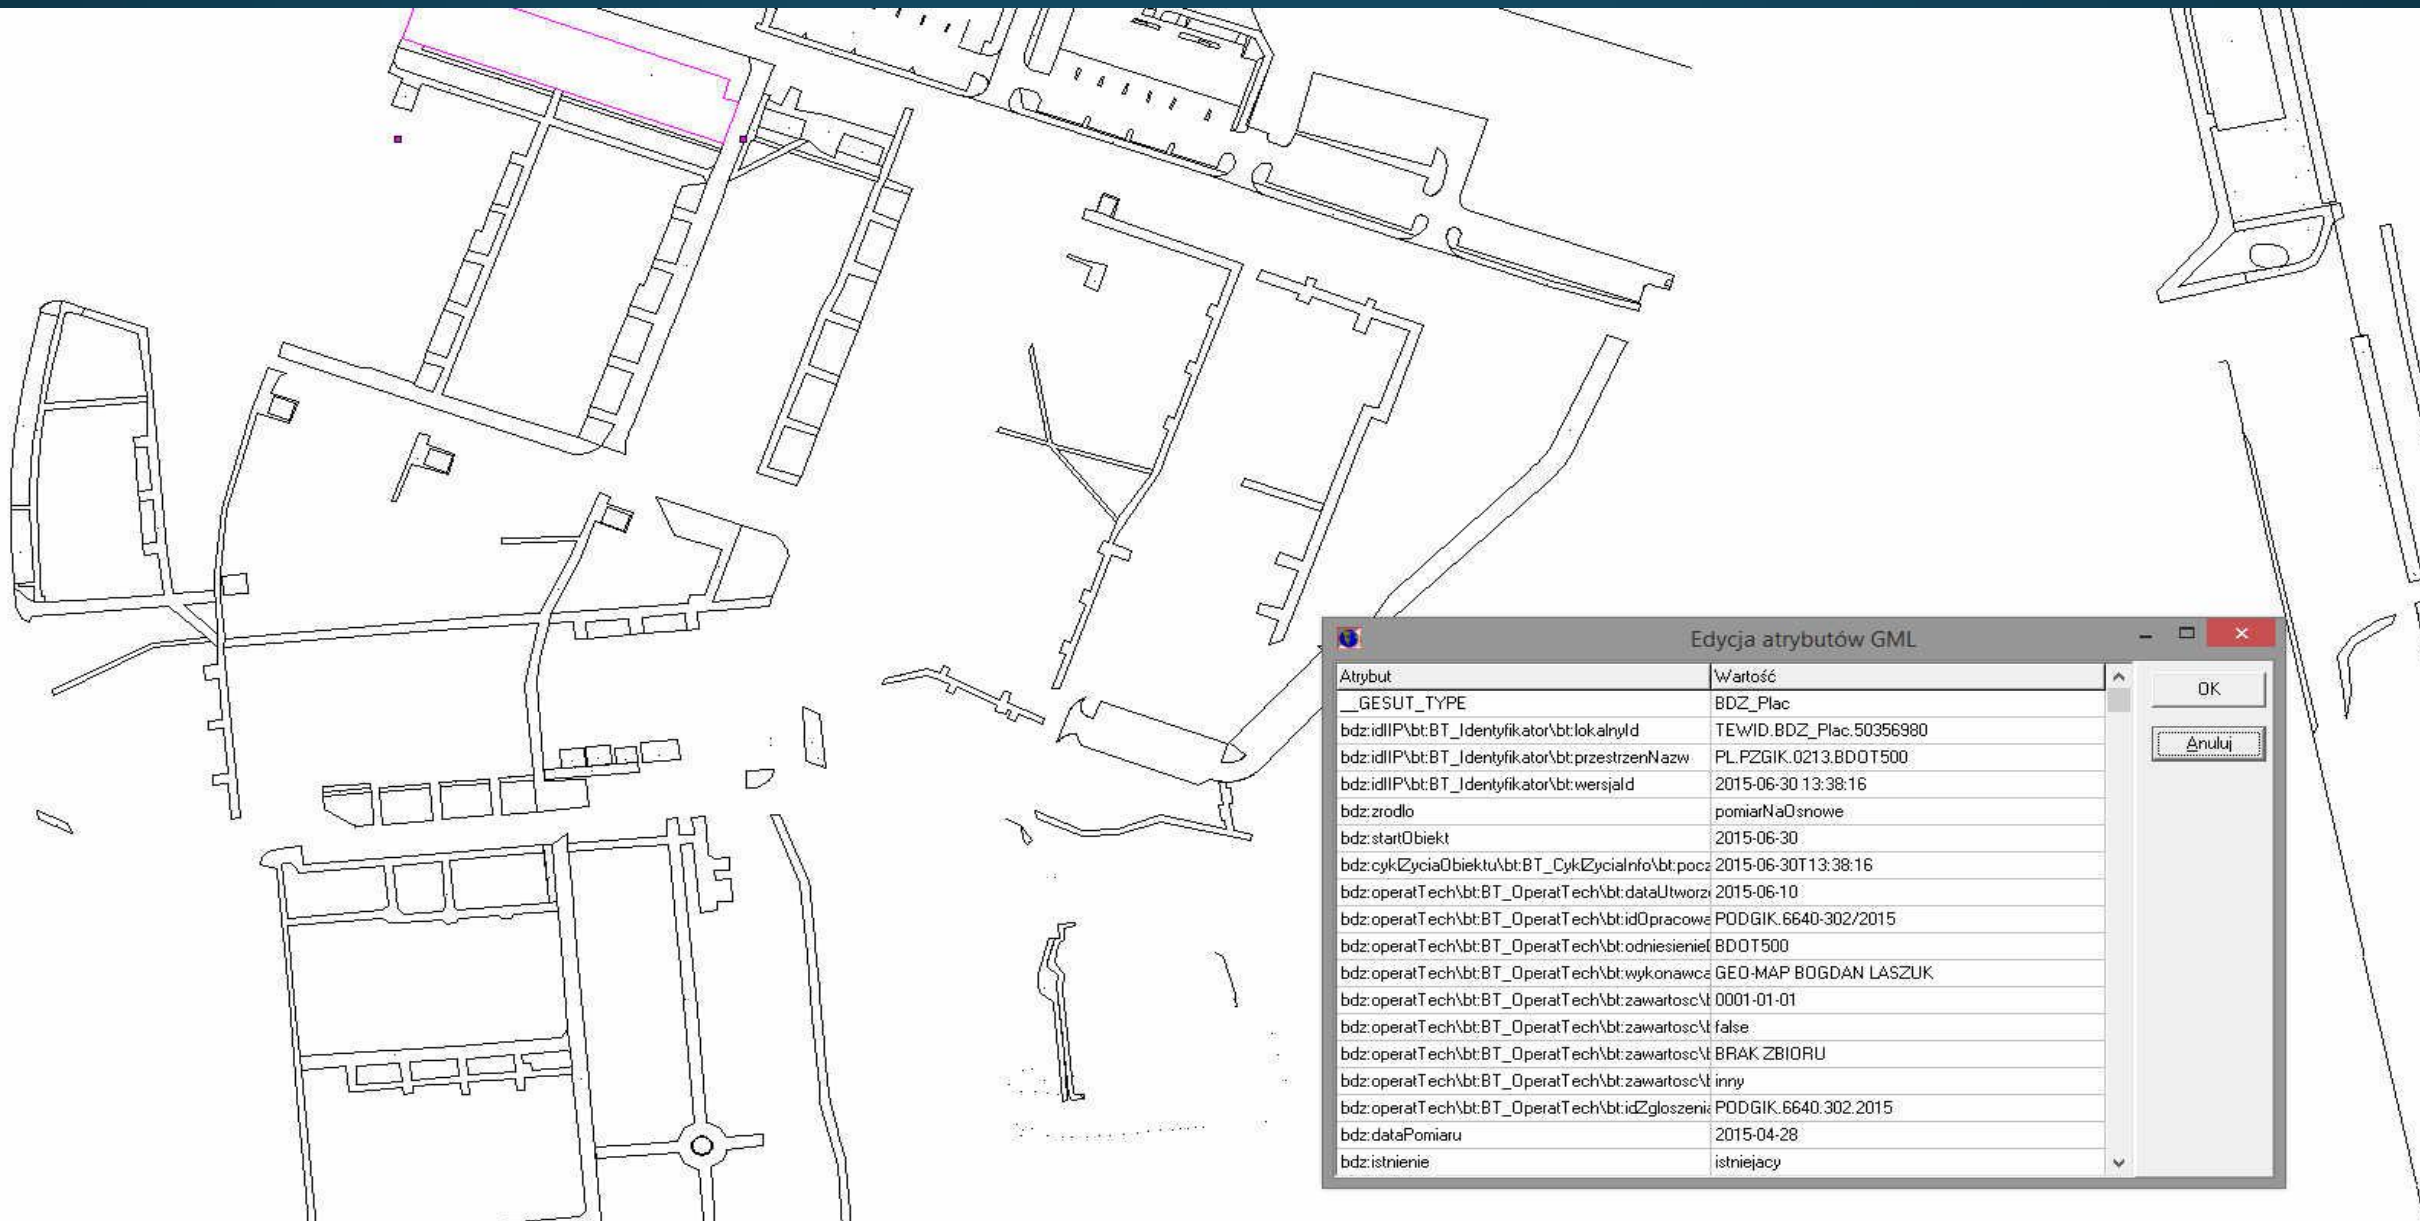 Edycja atrybutów GML
Atrybut Wartość
__GESUT_TYPE BDZ_Plac
bdz:idIIP\bt:BT_Identyfikator\bt:lokalnyId TEWID.BDZ_Plac.50356980
bdz:idIIP\bt:BT_Identyfikator\bt:przestrzenNazw PL.PZGIK.0213.BDOT500
bdz:idIIP\bt:BT_Identyfikator\bt:wersjaId 2015-06-30 13:38:16
bdz:zrodlo pomiarNaOsnowe
bdz:startObiekt 2015-06-30
bdz:cyklZyciaObiektu\bt:BT_CyklZyciaInfo\bt:pocz 2015-06-30T13:38:16
bdz:operatTech\bt:BT_OperatTech\bt:dataUtworz 2015-06-10
bdz:operatTech\bt:BT_OperatTech\bt:idOpracowa PODGIK.6640-302/2015
bdz:operatTech\bt:BT_OperatTech\bt:odniesienie BDOT500
bdz:operatTech\bt:BT_OperatTech\bt:wykonawca GEO-MAP BOGDAN LASZUK
bdz:operatTech\bt:BT_OperatTech\bt:zawartosc\ 0001-01-01
bdz:operatTech\bt:BT_OperatTech\bt:zawartosc\ false
bdz:operatTech\bt:BT_OperatTech\bt:zawartosc\ BRAK ZBIORU
bdz:operatTech\bt:BT_OperatTech\bt:zawartosc\ inny
bdz:operatTech\bt:BT_OperatTech\bt:idZgloszenia PODGIK.6640.302.2015
bdz:dataPomiaru 2015-04-28
bdz:istnienie istniejacy
OK
Anuluj